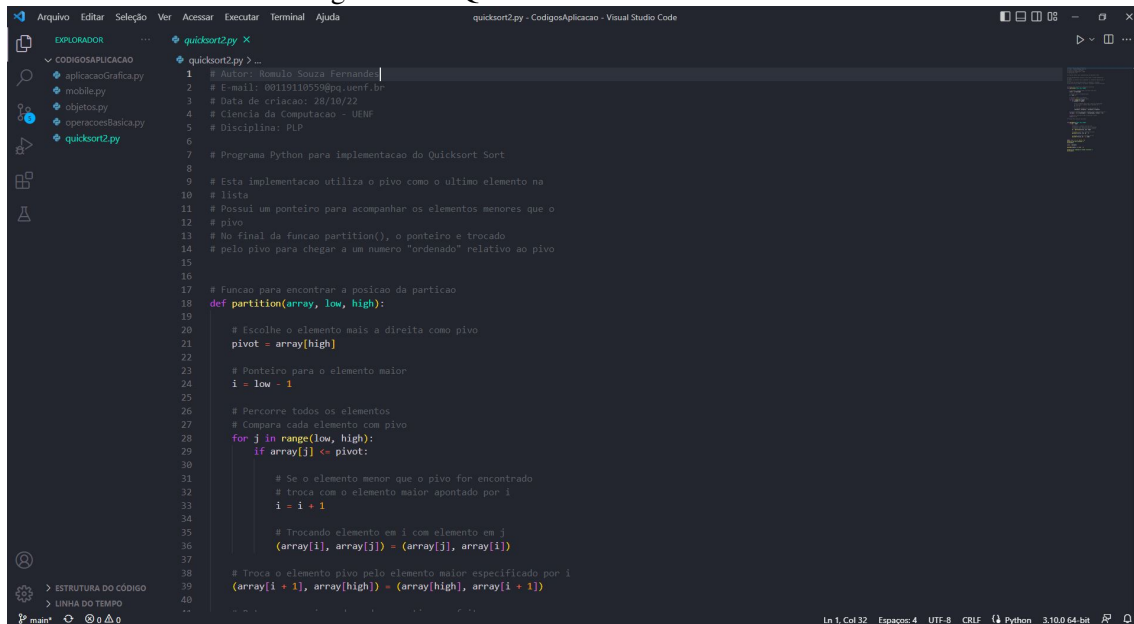 Arquivo Editar Seleção Ver Acessar Executar Terminal Ajuda quicksort2.py - CodigosAplicacao - Visual Studio Code
EXPLORADOR ··· quicksort2.py ×
CODIGOSAPLICACAO quicksort2.py > ...
aplicacaoGrafica.py
mobile.py
objetos.py
operacoesBasica.py
quicksort2.py
1 # Autor: Romulo Souza Fernandes
2 # E-mail: 00119110559@pq.uenf.br
3 # Data de criacao: 28/10/22
4 # Ciencia da Computacao - UENF
5 # Disciplina: PLP
6
7 # Programa Python para implementacao do Quicksort Sort
8
9 # Esta implementacao utiliza o pivo como o ultimo elemento na
10 # lista
11 # Possui um ponteiro para acompanhar os elementos menores que o
12 # pivo
13 # No final da funcao partition(), o ponteiro e trocado
14 # pelo pivo para chegar a um numero "ordenado" relativo ao pivo
15
16
17 # Funcao para encontrar a posicao da particao
18 def partition(array, low, high):
19
20 # Escolhe o elemento mais a direita como pivo
21 pivot = array[high]
22
23 # Ponteiro para o elemento maior
24 i = low - 1
25
26 # Percorre todos os elementos
27 # Compara cada elemento com pivo
28 for j in range(low, high):
29 if array[j] <= pivot:
30
31 # Se o elemento menor que o pivo for encontrado
32 # troca com o elemento maior apontado por i
33 i = i + 1
34
35 # Trocando elemento em i com elemento em j
36 (array[i], array[j]) = (array[j], array[i])
37
38 # Troca o elemento pivo pelo elemento maior especificado por i
39 (array[i + 1], array[high]) = (array[high], array[i + 1])
40
ESTRUTURA DO CÓDIGO
LINHA DO TEMPO
main* 0 0 Ln 1, Col 32 Espaços: 4 UTF-8 CRLF Python 3.10.0 64-bit